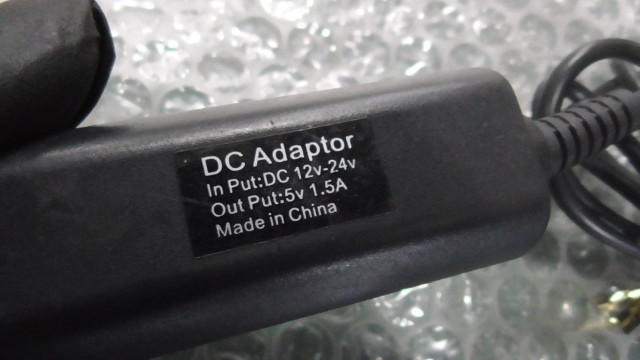 DC Adaptor
In Put:DC 12v-24v
Out Put:5v 1.5A
Made in China